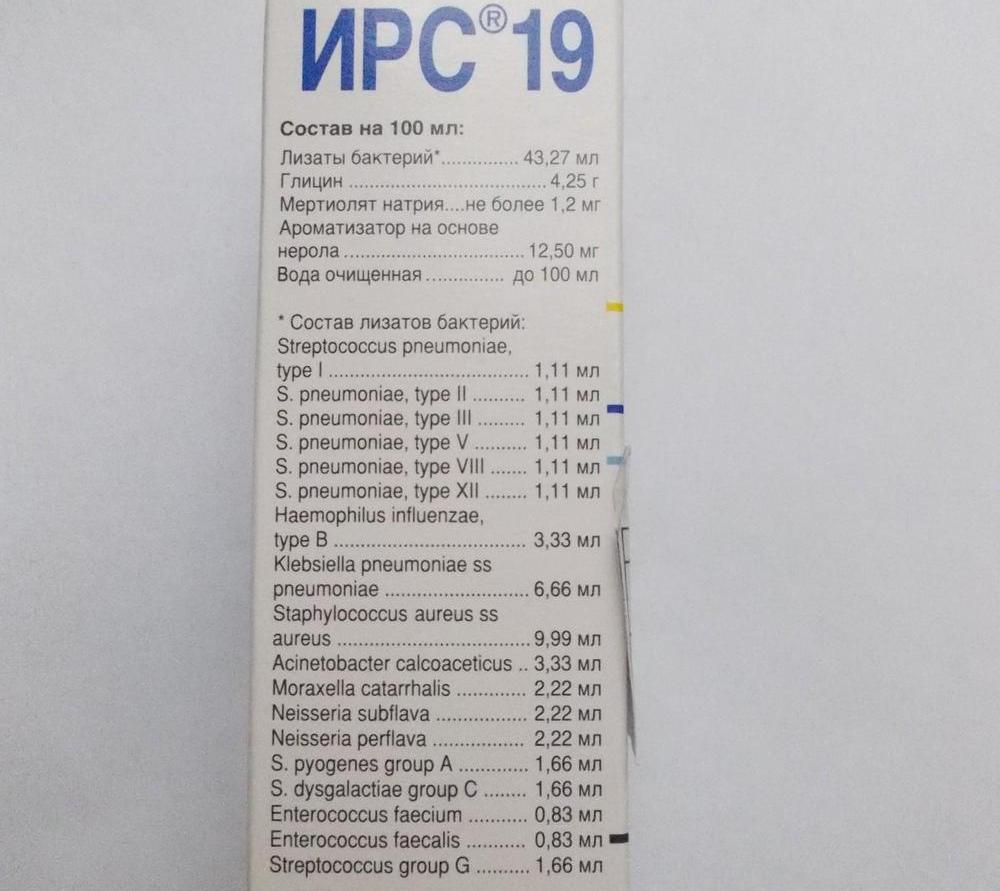 ИРС®19
Состав на 100 мл:
Лизаты бактерий*.............. 43,27 мл
Глицин ..................................... 4,25 г
Мертиолят натрия....не более 1,2 мг
Ароматизатор на основе
нерола .................................. 12,50 мг
Вода очищенная ............... до 100 мл
* Состав лизатов бактерий:
Streptococcus pneumoniae,
type I ..................................... 1,11 мл
S. pneumoniae, type II .......... 1,11 мл
S. pneumoniae, type III ......... 1,11 мл
S. pneumoniae, type V .......... 1,11 мл
S. pneumoniae, type VIII ....... 1,11 мл
S. pneumoniae, type XII ........ 1,11 мл
Haemophilus influenzae,
type B .................................... 3,33 мл
Klebsiella pneumoniae ss
pneumoniae ........................... 6,66 мл
Staphylococcus aureus ss
aureus .................................... 9,99 мл
Acinetobacter calcoaceticus .. 3,33 мл
Moraxella catarrhalis ............. 2,22 мл
Neisseria subflava ................. 2,22 мл
Neisseria perflava ................. 2,22 мл
S. pyogenes group A ............. 1,66 мл
S. dysgalactiae group C ........ 1,66 мл
Enterococcus faecium ........... 0,83 мл
Enterococcus faecalis ........... 0,83 мл
Streptococcus group G .......... 1,66 мл